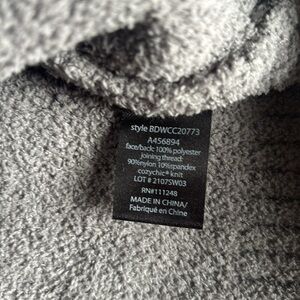 style BDWCC20773
A456894
face/back: 100% polyester
joining thread:
90%nylon 10%spandex
cozychic® knit
LOT # 2107SW03
RN#111248
MADE IN CHINA/
Fabriqué en Chine